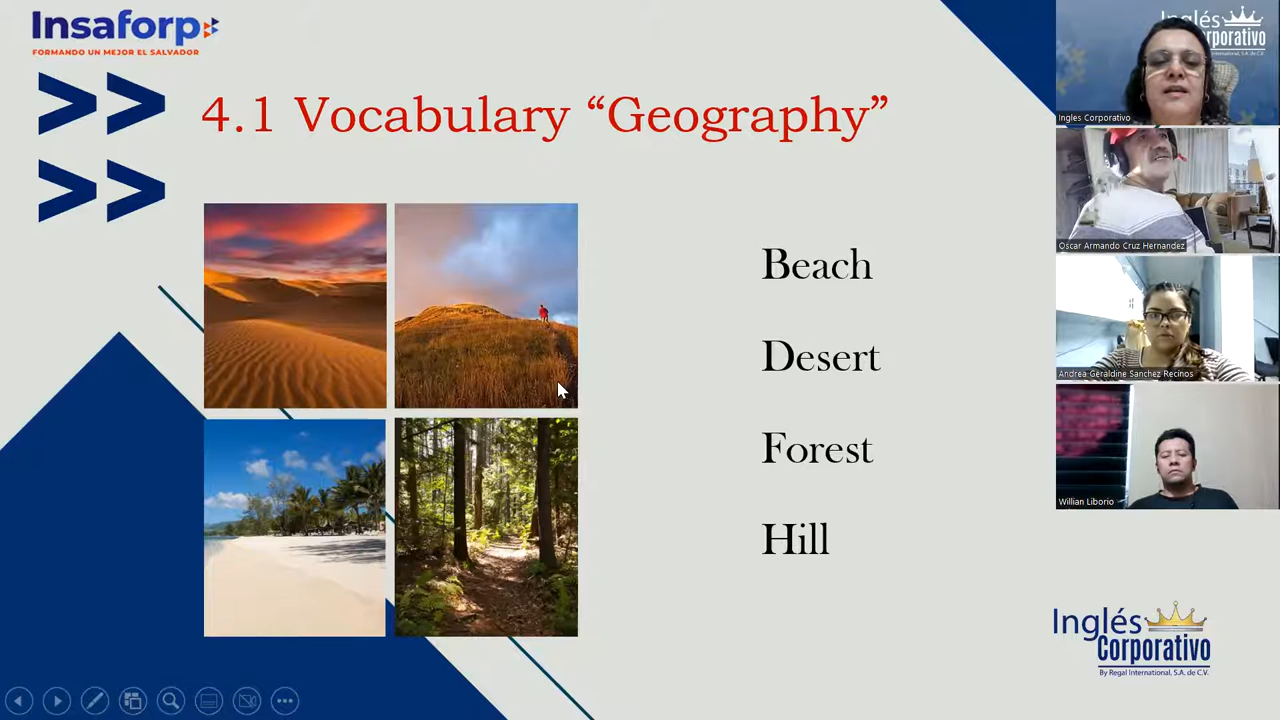 Insaforp
FORMANDO UN MEJOR EL SALVADOR
4.1 Vocabulary “Geography”
Beach
Desert
Forest
Hill
Inglés
Corporativo
Ingles Corporativo
Oscar Armando Cruz Hernandez
Andrea Geraldine Sanchez Recinos
Willian Liborio
Inglés
Corporativo
By Regal International, S.A. de C.V.